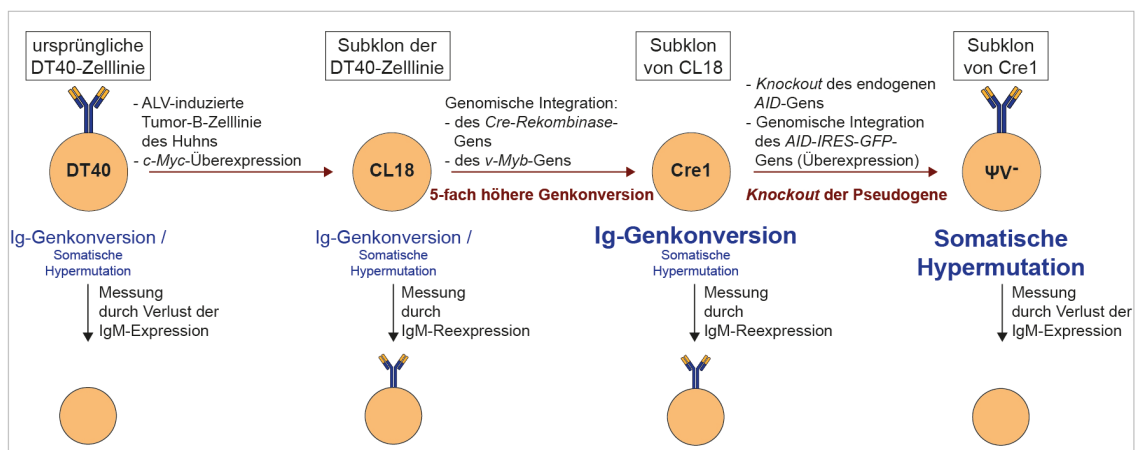 ursprüngliche
DT40-Zelllinie
Subklon der
DT40-Zelllinie
Subklon
von CL18
Subklon
von Cre1
- ALV-induzierte
Tumor-B-Zelllinie
des Huhns
- c-Myc-Überexpression
Genomische Integration:
- des Cre-Rekombinase-
Gens
- des v-Myb-Gens
- Knockout des endogenen
AID-Gens
- Genomische Integration
des AID-IRES-GFP-
Gens (Überexpression)
DT40
CL18
Cre1
ΨV-
5-fach höhere Genkonversion
Knockout der Pseudogene
Ig-Genkonversion /
Somatische
Hypermutation
Ig-Genkonversion /
Somatische
Hypermutation
Ig-Genkonversion
Somatische
Hypermutation
Somatische
Hypermutation
Messung
durch Verlust der
IgM-Expression
Messung
durch
IgM-Reexpression
Messung
durch
IgM-Reexpression
Messung
durch Verlust der
IgM-Expression